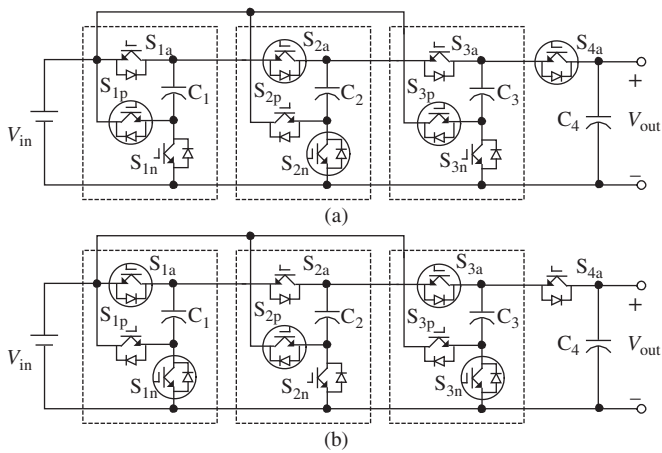 S1a S2a S3a S4a
C1 C2 C3
S1p S2p S3p
+
Vin C4 Vout
S1n S2n S3n
−
(a)
S1a S2a S3a S4a
C1 C2 C3
S1p S2p S3p
+
Vin C4 Vout
S1n S2n S3n
−
(b)